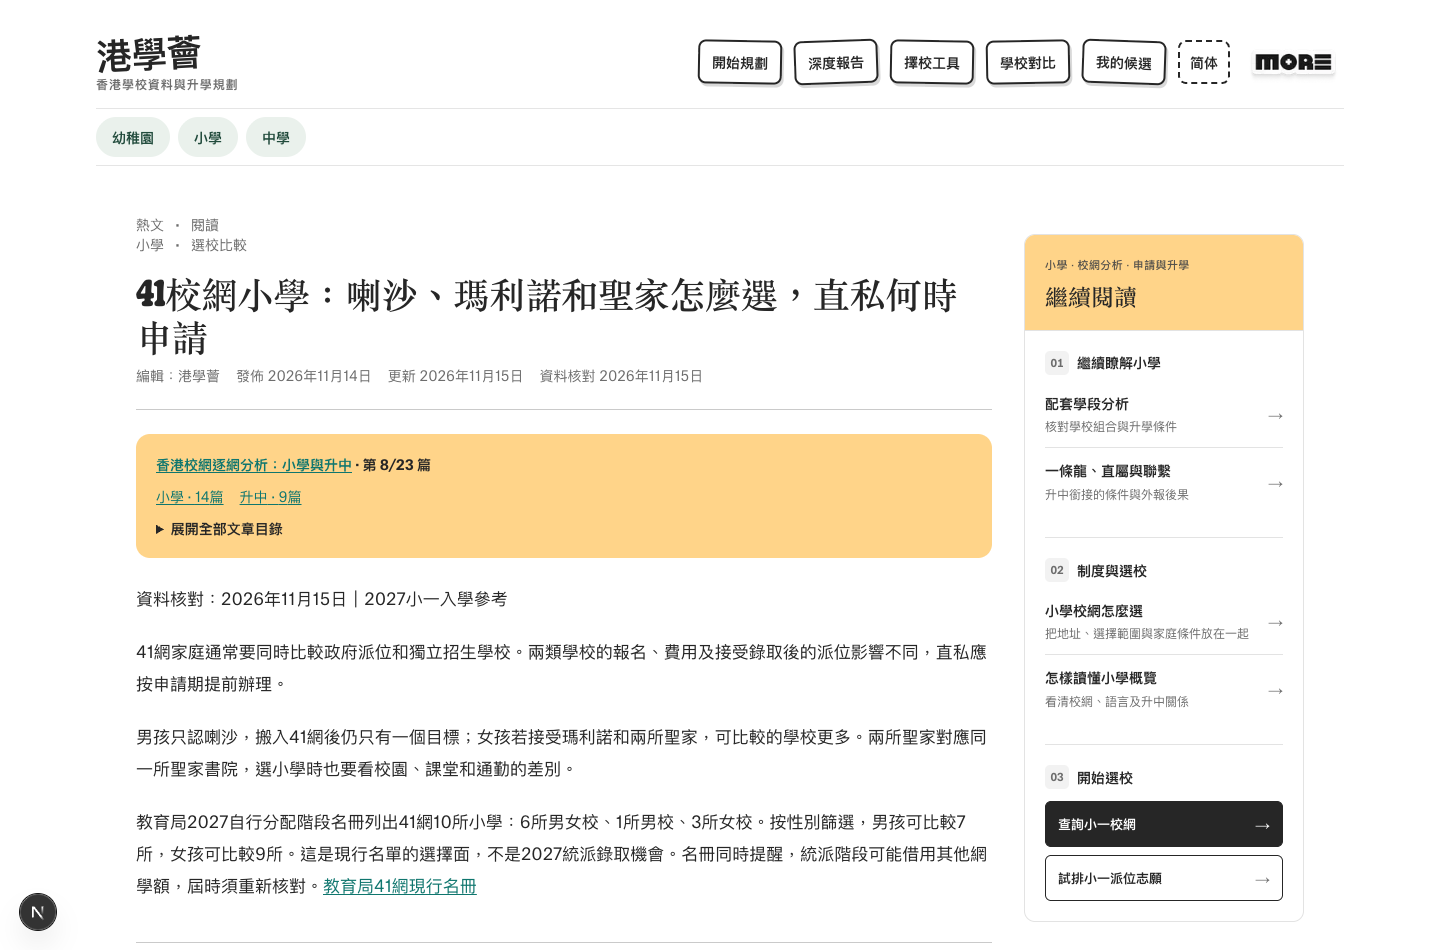 港學薈
香港學校資料與升學規劃
開始規劃
深度報告
擇校工具
學校對比
我的候選
简体
MORE
幼稚園
小學
中學
熱文 • 閱讀
小學 • 選校比較
41校網小學：喇沙、瑪利諾和聖家怎麼選，直私何時
申請
編輯：港學薈 發佈 2026年11月14日 更新 2026年11月15日 資料核對 2026年11月15日
香港校網逐網分析：小學與升中 · 第 8/23 篇
小學 · 14篇 升中 · 9篇
▶ 展開全部文章目錄
資料核對：2026年11月15日｜2027小一入學參考
41網家庭通常要同時比較政府派位和獨立招生學校。兩類學校的報名、費用及接受錄取後的派位影響不同，直私應
按申請期提前辦理。
男孩只認喇沙，搬入41網後仍只有一個目標；女孩若接受瑪利諾和兩所聖家，可比較的學校更多。兩所聖家對應同
一所聖家書院，選小學時也要看校園、課堂和通勤的差別。
教育局2027自行分配階段名冊列出41網10所小學：6所男女校、1所男校、3所女校。按性別篩選，男孩可比較7
所，女孩可比較9所。這是現行名單的選擇面，不是2027統派錄取機會。名冊同時提醒，統派階段可能借用其他網
學額，屆時須重新核對。教育局41網現行名冊
小學 · 校網分析 · 申請與升學
繼續閱讀
01 繼續瞭解小學
配套學段分析
核對學校組合與升學條件
→
一條龍、直屬與聯繫
升中銜接的條件與外報後果
→
02 制度與選校
小學校網怎麼選
把地址、選擇範圍與家庭條件放在一起
→
怎樣讀懂小學概覽
看清校網、語言及升中關係
→
03 開始選校
查詢小一校網 →
試排小一派位志願 →
N